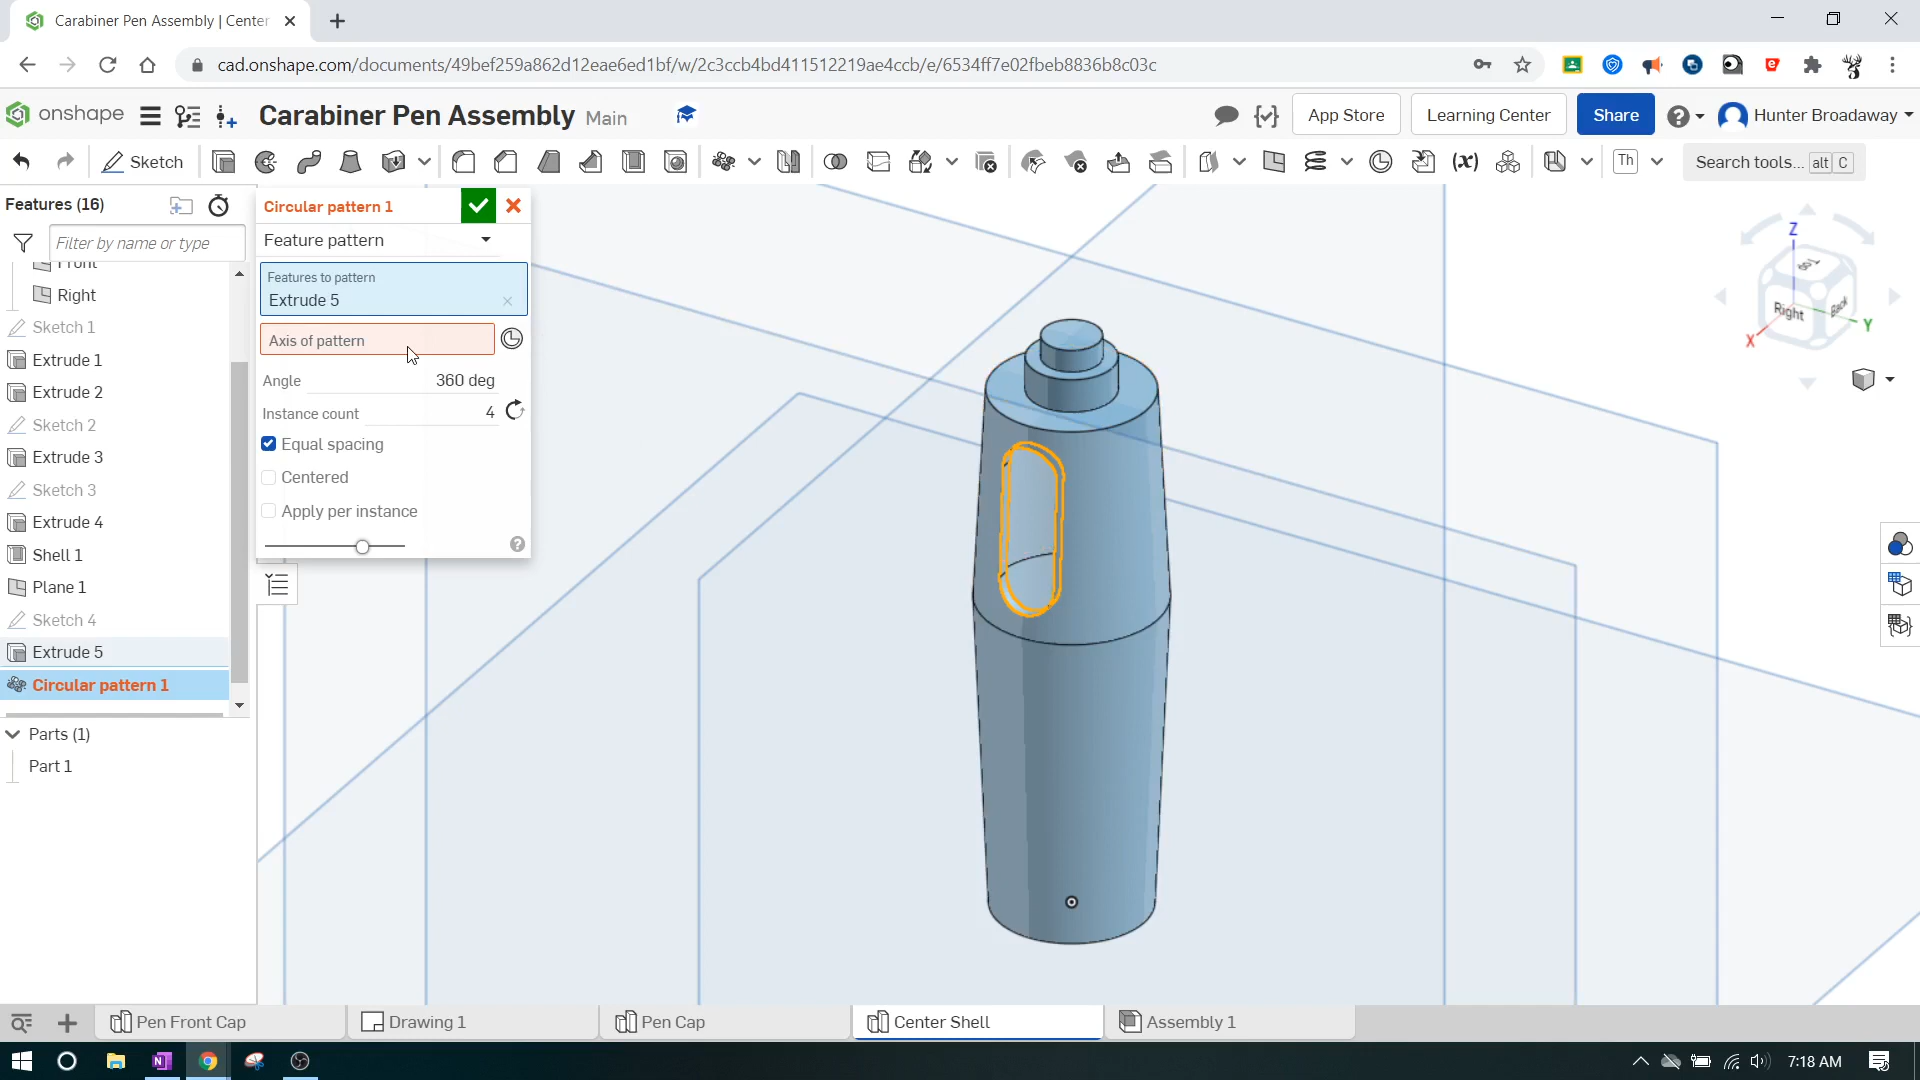 Carabiner Pen Assembly | Center
cad.onshape.com/documents/49bef259a862d12eae6ed1bf/w/2c3ccb4bd411512219ae4ccb/e/6534ff7e02fbeb8836b8c03c
onshape
Carabiner Pen Assembly Main
App Store
Learning Center
Share
Hunter Broadaway
Sketch
(x)
Th
Search tools... alt C
Features (16)
Filter by name or type
Front
Right
Sketch 1
Extrude 1
Extrude 2
Sketch 2
Extrude 3
Sketch 3
Extrude 4
Shell 1
Plane 1
Sketch 4
Extrude 5
Circular pattern 1
Parts (1)
Part 1
Circular pattern 1
Feature pattern
Features to pattern
Extrude 5
Axis of pattern
Angle 360 deg
Instance count 4
Equal spacing
Centered
Apply per instance
Z
Top
Right
Back
X
Y
Pen Front Cap
Drawing 1
Pen Cap
Center Shell
Assembly 1
7:18 AM